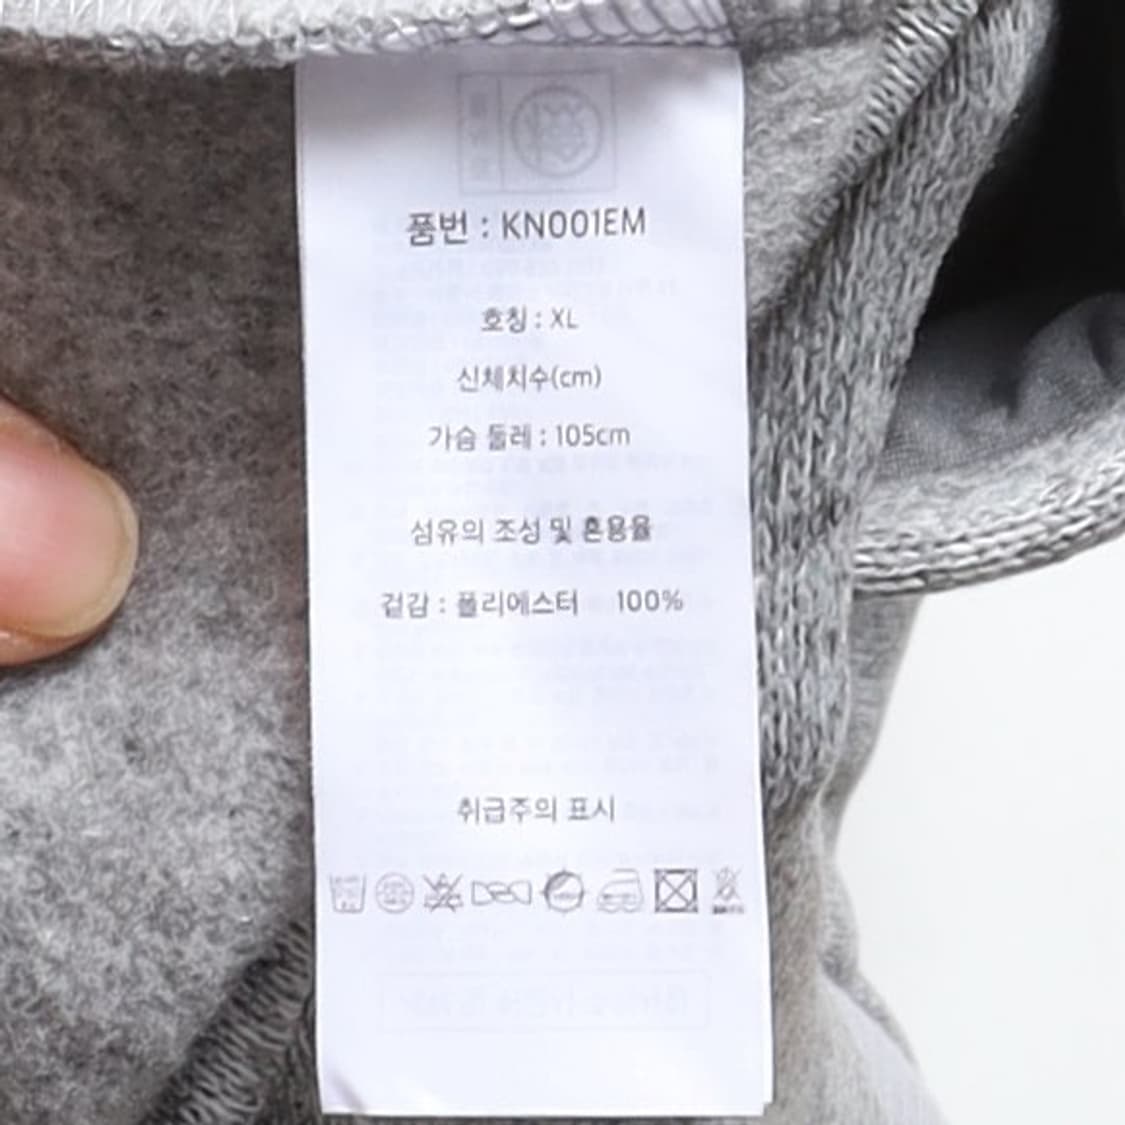 품번 : KN001EM
호칭 : XL
신체치수(cm)
가슴 둘레 : 105cm
섬유의 조성 및 혼용율
겉감 : 폴리에스터 100%
취급주의 표시